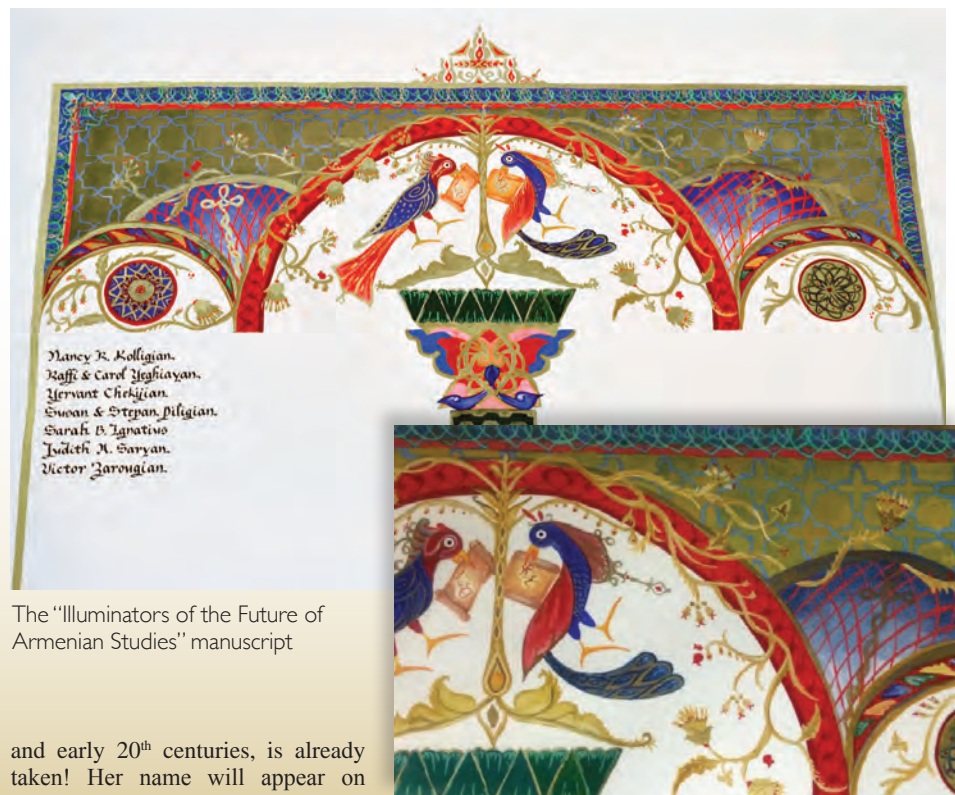 Nancy R. Kolligian.
Raffi & Carol Yeghiayan.
Yervant Chekijian.
Susan & Stepan Piligian.
Sarah B. Ignatius
Judith A. Saryan.
Victor Zarougian.
The “Illuminators of the Future of
Armenian Studies” manuscript
and early 20th centuries, is already
taken! Her name will appear on